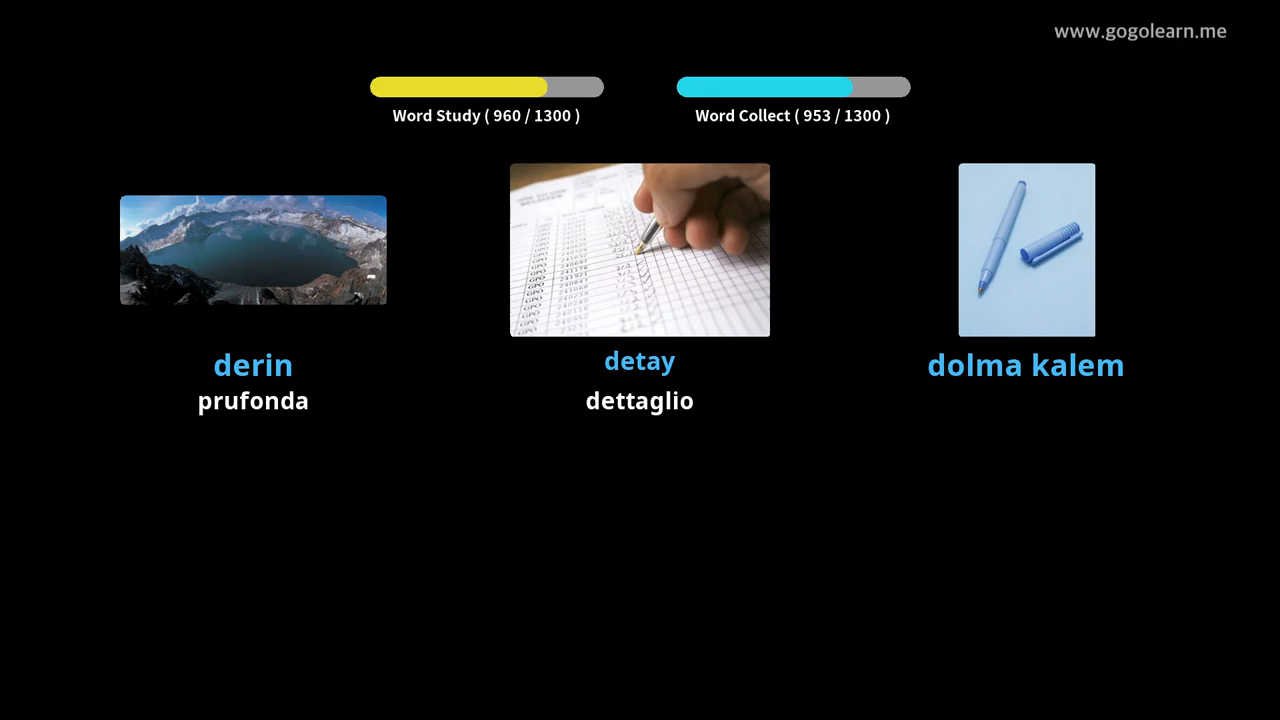 www.gogolearn.me
Word Study ( 960 / 1300 )
Word Collect ( 953 / 1300 )
derin
prufonda
detay
dettaglio
dolma kalem